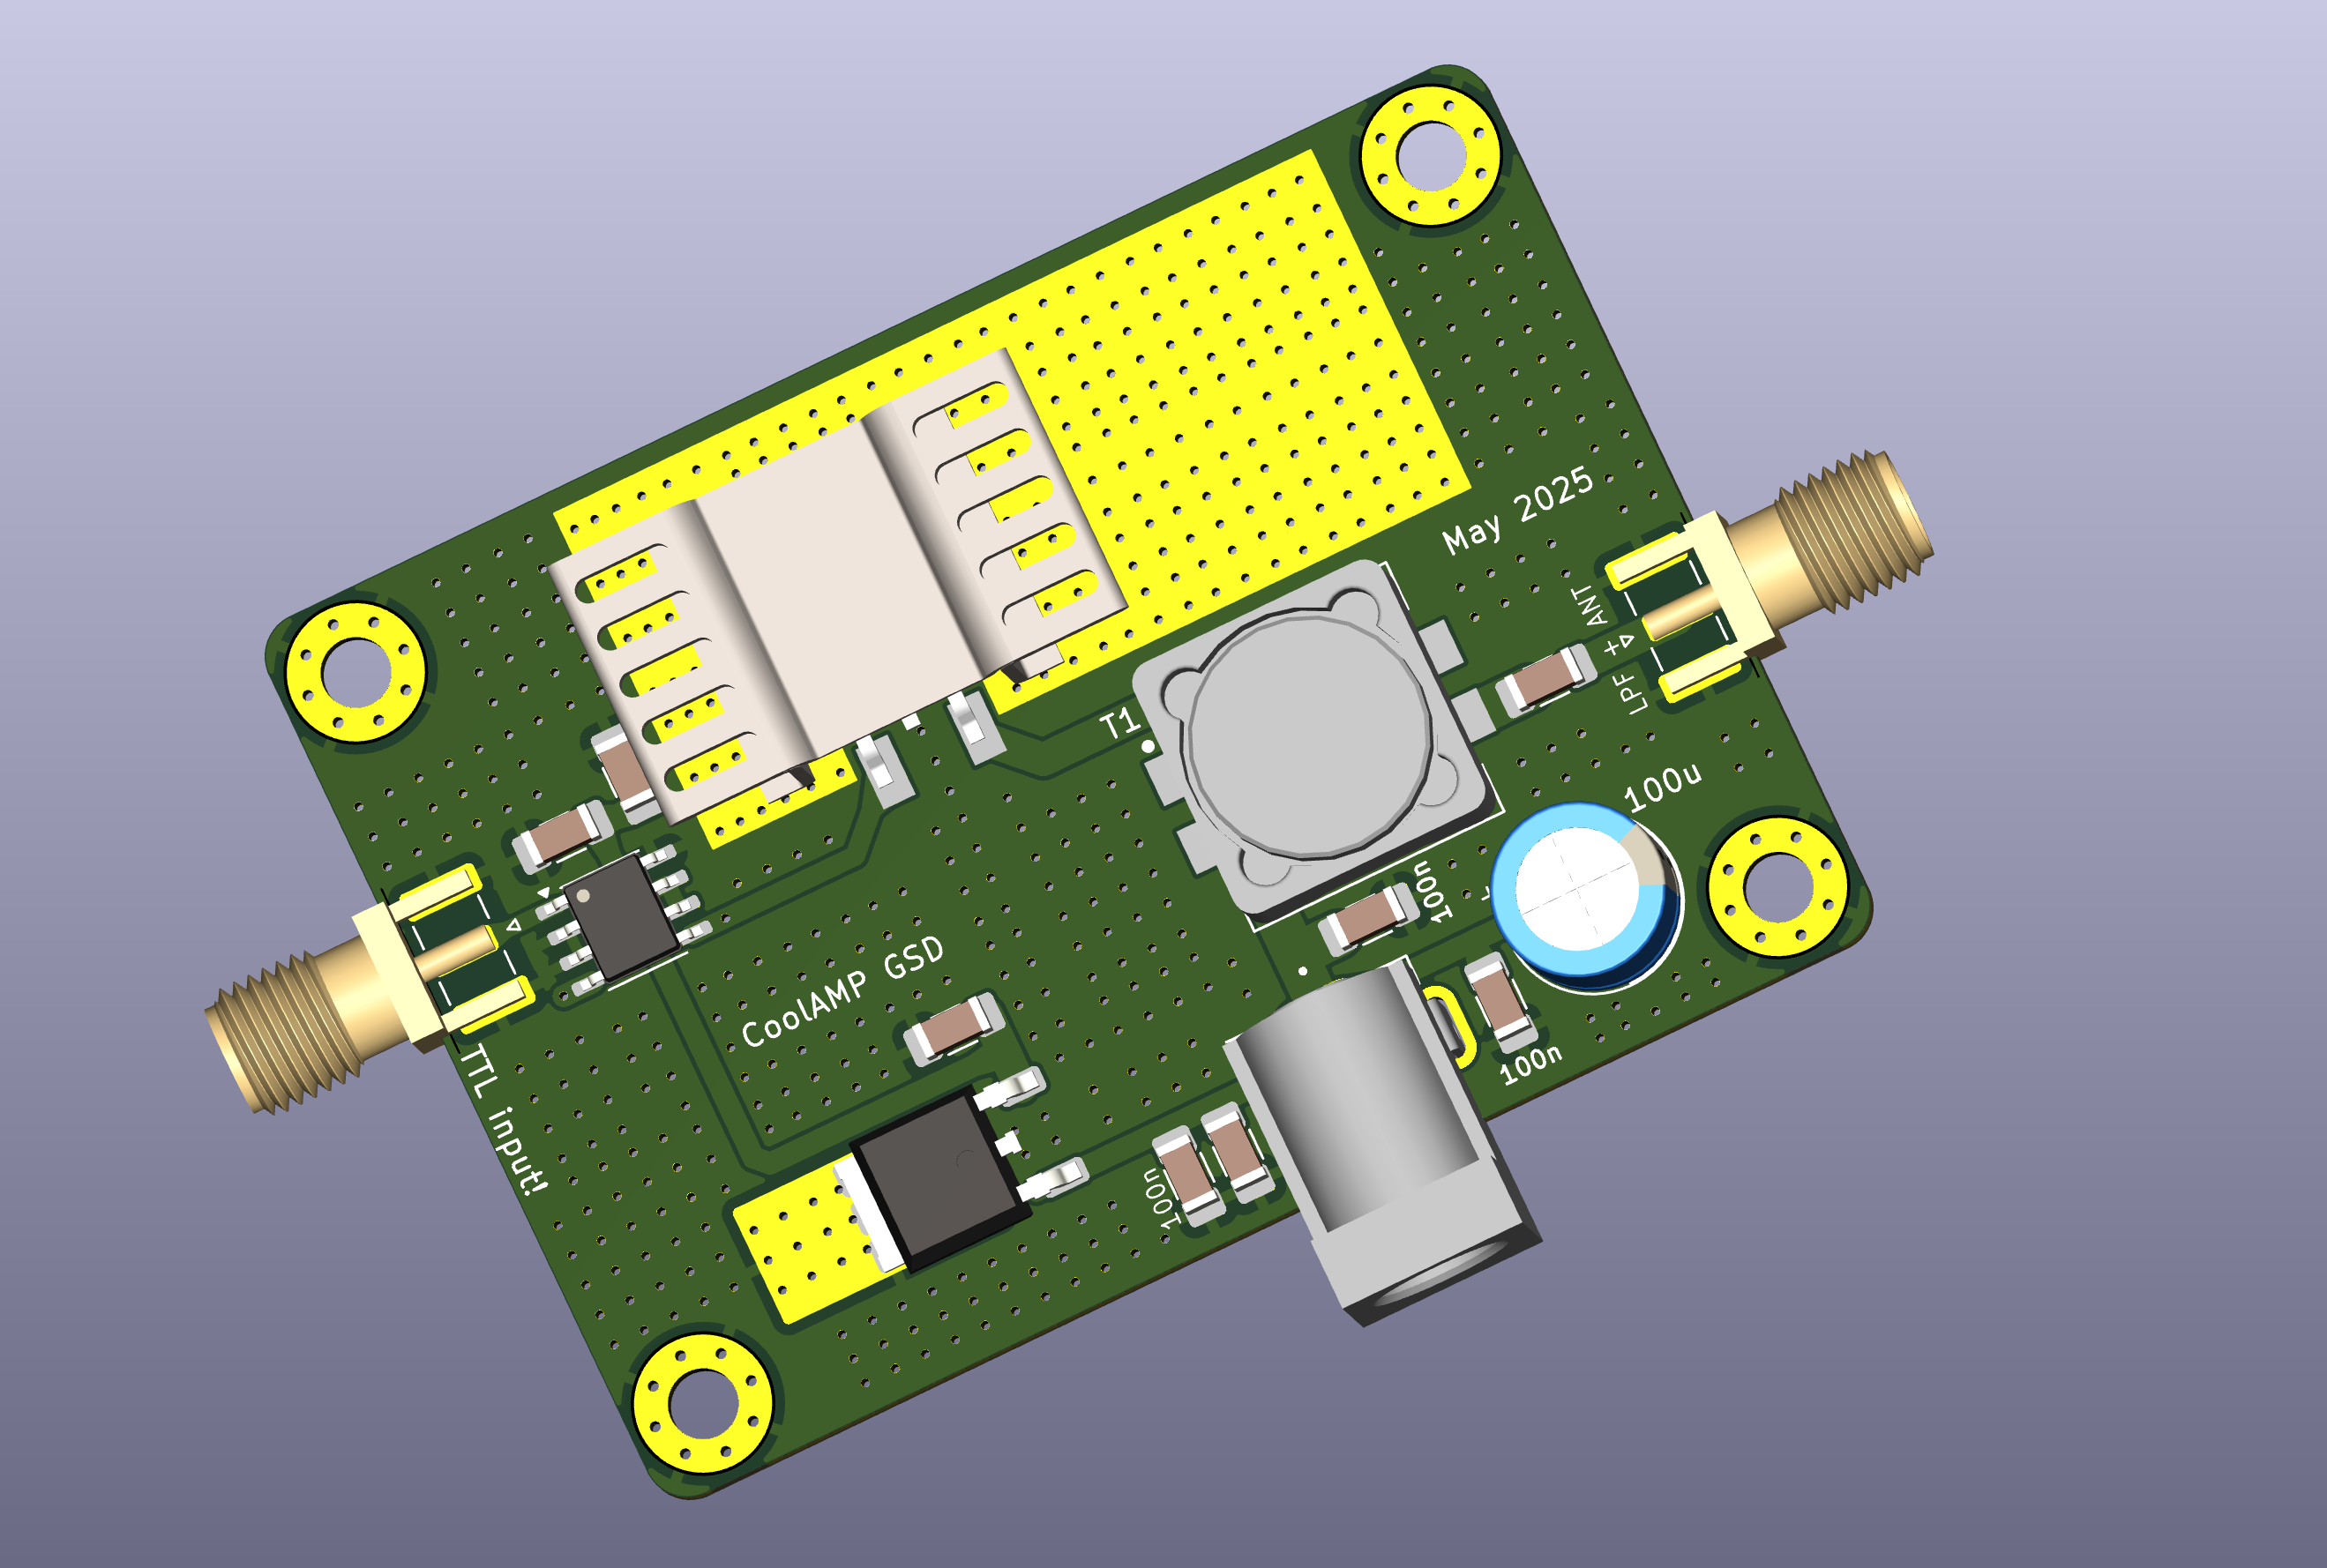 May 2025
ANT
+
LPF
T1
100u
+
100n
CoolAMP GSD
100n
TTL input!
100n